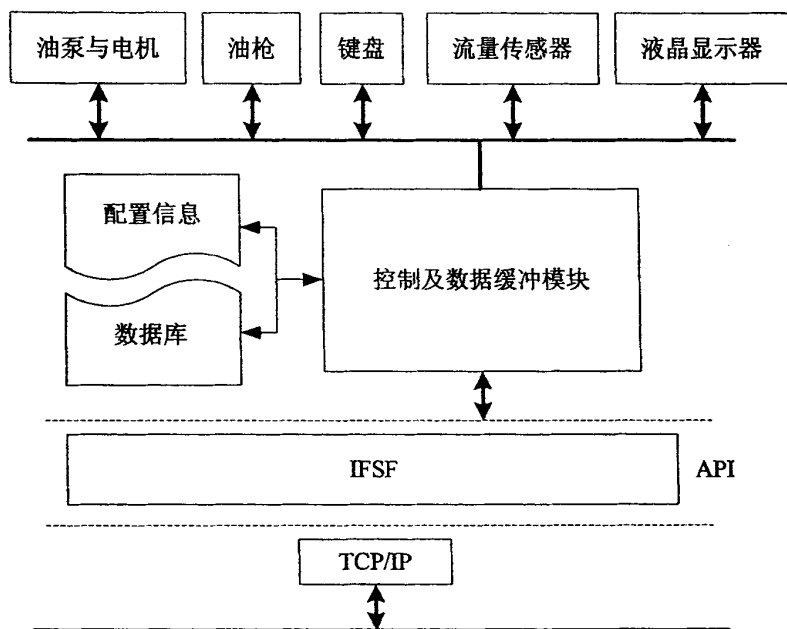 油泵与电机
油枪
键盘
流量传感器
液晶显示器
配置信息
控制及数据缓冲模块
数据库
IFSF
API
TCP/IP